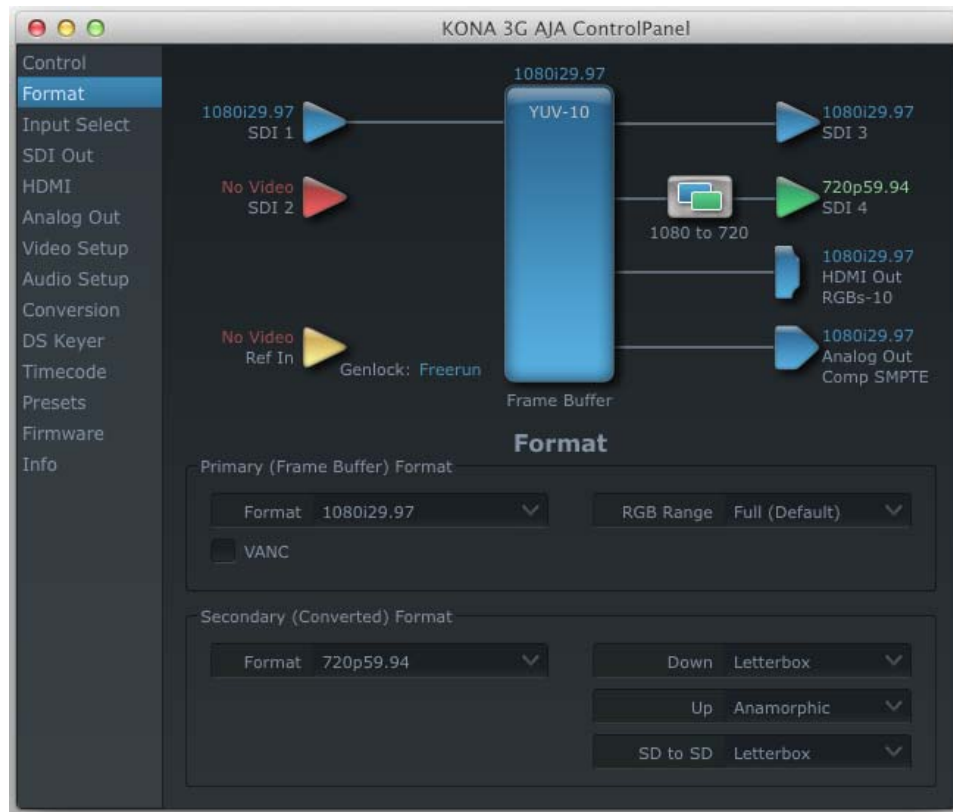 KONA 3G AJA ControlPanel
Control
Format
Input Select
SDI Out
HDMI
Analog Out
Video Setup
Audio Setup
Conversion
DS Keyer
Timecode
Presets
Firmware
Info
1080i29.97
YUV-10
Frame Buffer
1080i29.97
SDI 1
No Video
SDI 2
No Video
Ref In
Genlock: Freerun
1080i29.97
SDI 3
1080 to 720
720p59.94
SDI 4
1080i29.97
HDMI Out
RGBs-10
1080i29.97
Analog Out
Comp SMPTE
Format
Primary (Frame Buffer) Format
Format 1080i29.97
RGB Range Full (Default)
VANC
Secondary (Converted) Format
Format 720p59.94
Down Letterbox
Up Anamorphic
SD to SD Letterbox